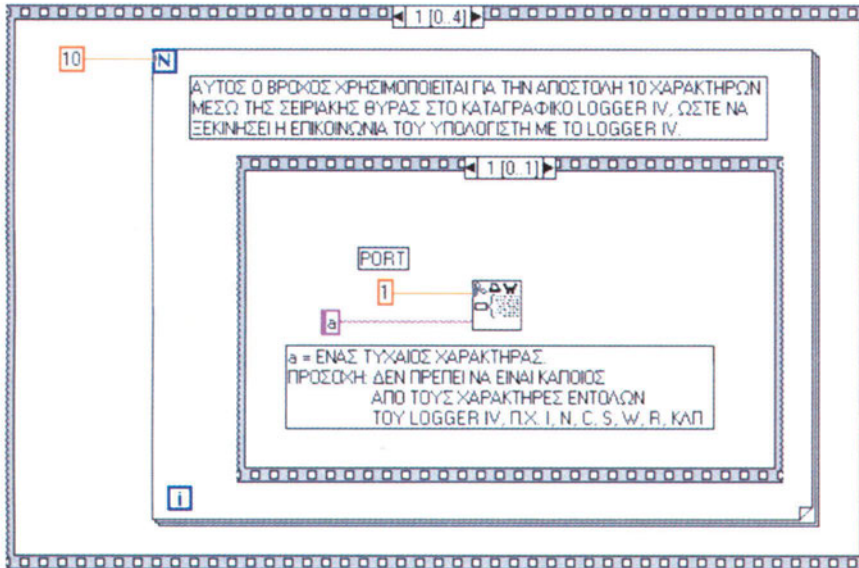 1 [0..4]
10
N
ΑΥΤΟΣ Ο ΒΡΟΧΟΣ ΧΡΗΣΙΜΟΠΟΙΕΙΤΑΙ ΓΙΑ ΤΗΝ ΑΠΟΣΤΟΛΗ 10 ΧΑΡΑΚΤΗΡΩΝ
ΜΕΣΩ ΤΗΣ ΣΕΙΡΙΑΚΗΣ ΘΥΡΑΣ ΣΤΟ ΚΑΤΑΓΡΑΦΙΚΟ LOGGER IV, ΩΣΤΕ ΝΑ
ΞΕΚΙΝΗΣΕΙ Η ΕΠΙΚΟΙΝΩΝΙΑ ΤΟΥ ΥΠΟΛΟΓΙΣΤΗ ΜΕ ΤΟ LOGGER IV.
1 [0..1]
PORT
1
a
a = ΕΝΑΣ ΤΥΧΑΙΟΣ ΧΑΡΑΚΤΗΡΑΣ.
ΠΡΟΣΟΧΗ: ΔΕΝ ΠΡΕΠΕΙ ΝΑ ΕΙΝΑΙ ΚΑΠΟΙΟΣ
ΑΠΟ ΤΟΥΣ ΧΑΡΑΚΤΗΡΕΣ ΕΝΤΟΛΩΝ
ΤΟΥ LOGGER IV, Π.Χ. I, N, C, S, W, R, ΚΛΠ
i